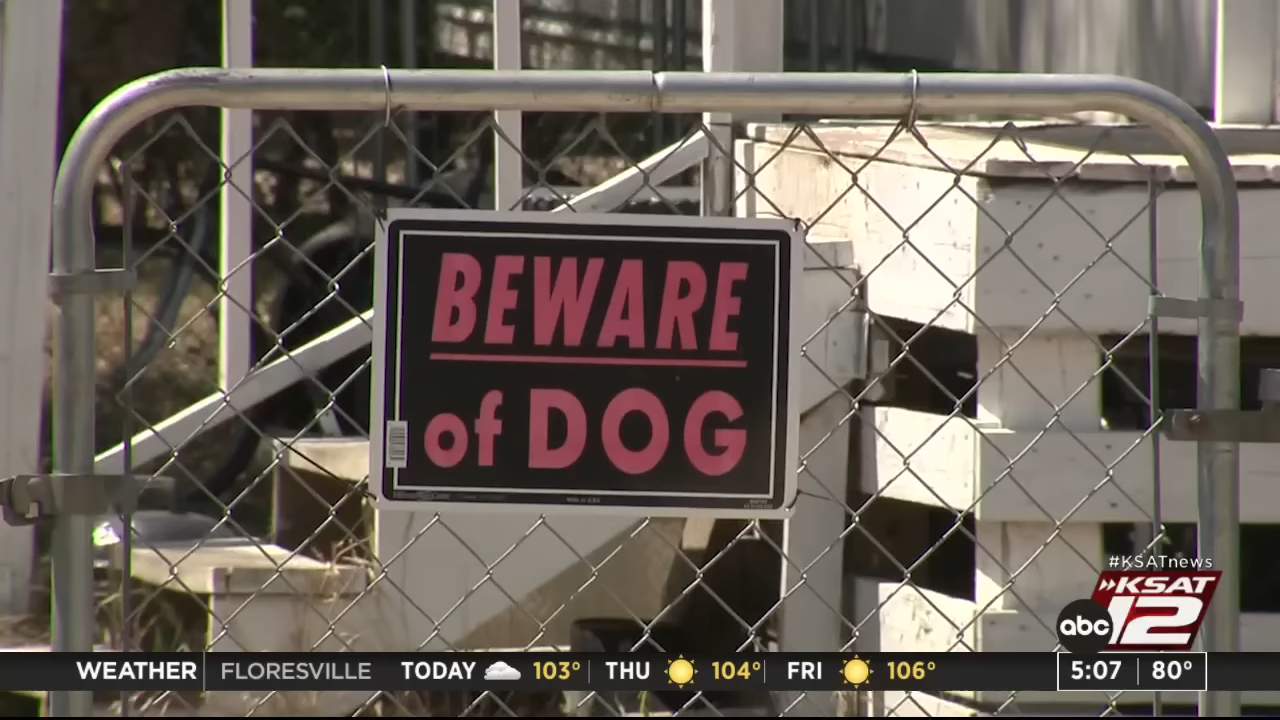 BEWARE
of DOG
#KSATnews
KSAT
abc 12
WEATHER FLORESVILLE TODAY 103° THU 104° FRI 106° 5:07 80°